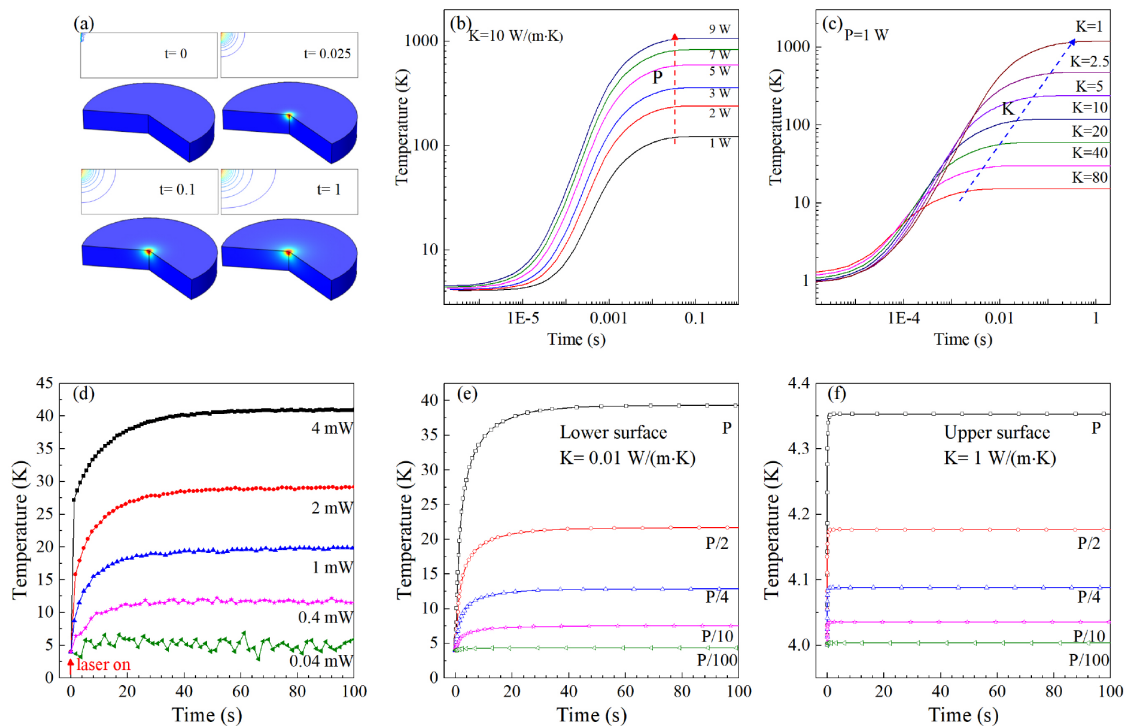 (a)
t= 0
t= 0.025
t= 0.1
t= 1
(b)
K=10 W/(m·K)
9 W
7 W
5 W
3 W
2 W
1 W
P
1000
100
10
1E-5
0.001
0.1
Temperature (K)
Time (s)
(c)
P=1 W
K=1
K=2.5
K=5
K=10
K=20
K=40
K=80
K
1000
100
10
1
1E-4
0.01
1
Temperature (K)
Time (s)
(d)
45
40
35
30
25
20
15
10
5
0
4 mW
2 mW
1 mW
0.4 mW
0.04 mW
laser on
0
20
40
60
80
100
Temperature (K)
Time (s)
(e)
Lower surface
K= 0.01 W/(m·K)
P
P/2
P/4
P/10
P/100
40
35
30
25
20
15
10
5
0
0
20
40
60
80
100
Temperature (K)
Time (s)
(f)
Upper surface
K= 1 W/(m·K)
P
P/2
P/4
P/10
P/100
4.4
4.3
4.2
4.1
4.0
0
20
40
60
80
100
Temperature (K)
Time (s)